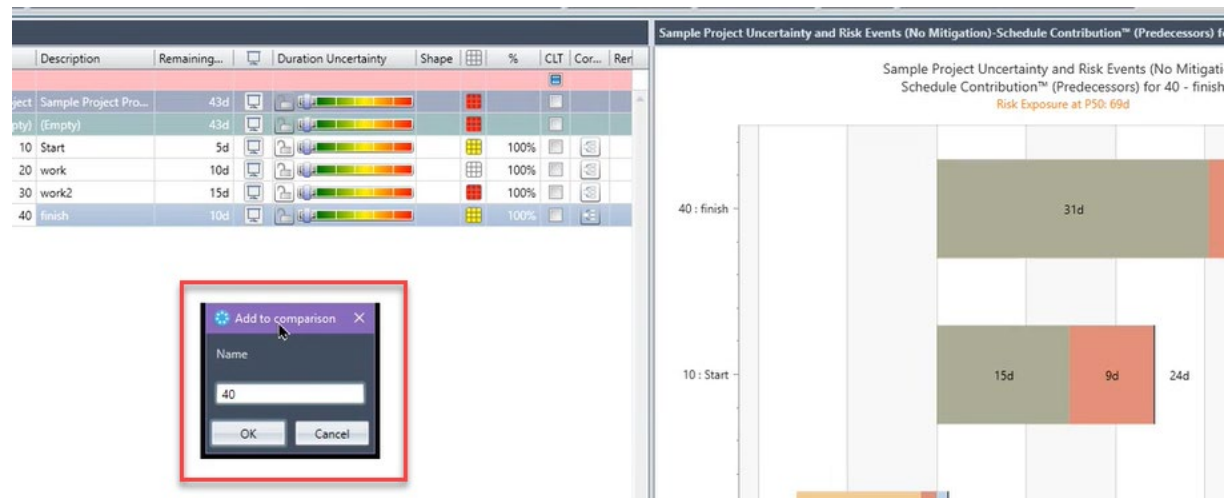 Description Remaining... Duration Uncertainty Shape % CLT Cor... Rer
ject Sample Project Pro... 43d
pty) (Empty) 43d
10 Start 5d 100%
20 work 10d 100%
30 work2 15d 100%
40 finish 10d 100%
Add to comparison
Name
40
OK Cancel
Sample Project Uncertainty and Risk Events (No Mitigation)-Schedule Contribution™ (Predecessors) f
Sample Project Uncertainty and Risk Events (No Mitigati
Schedule Contribution™ (Predecessors) for 40 - finish
Risk Exposure at P50: 69d
40 : finish 31d
10 : Start 15d 9d 24d